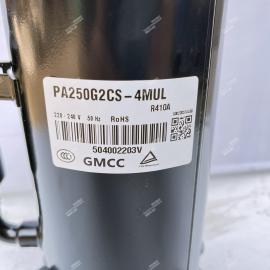 PA250G2CS-4MUL
R410A
220-240 V 50 Hz RoHS
504002203V
GMCC